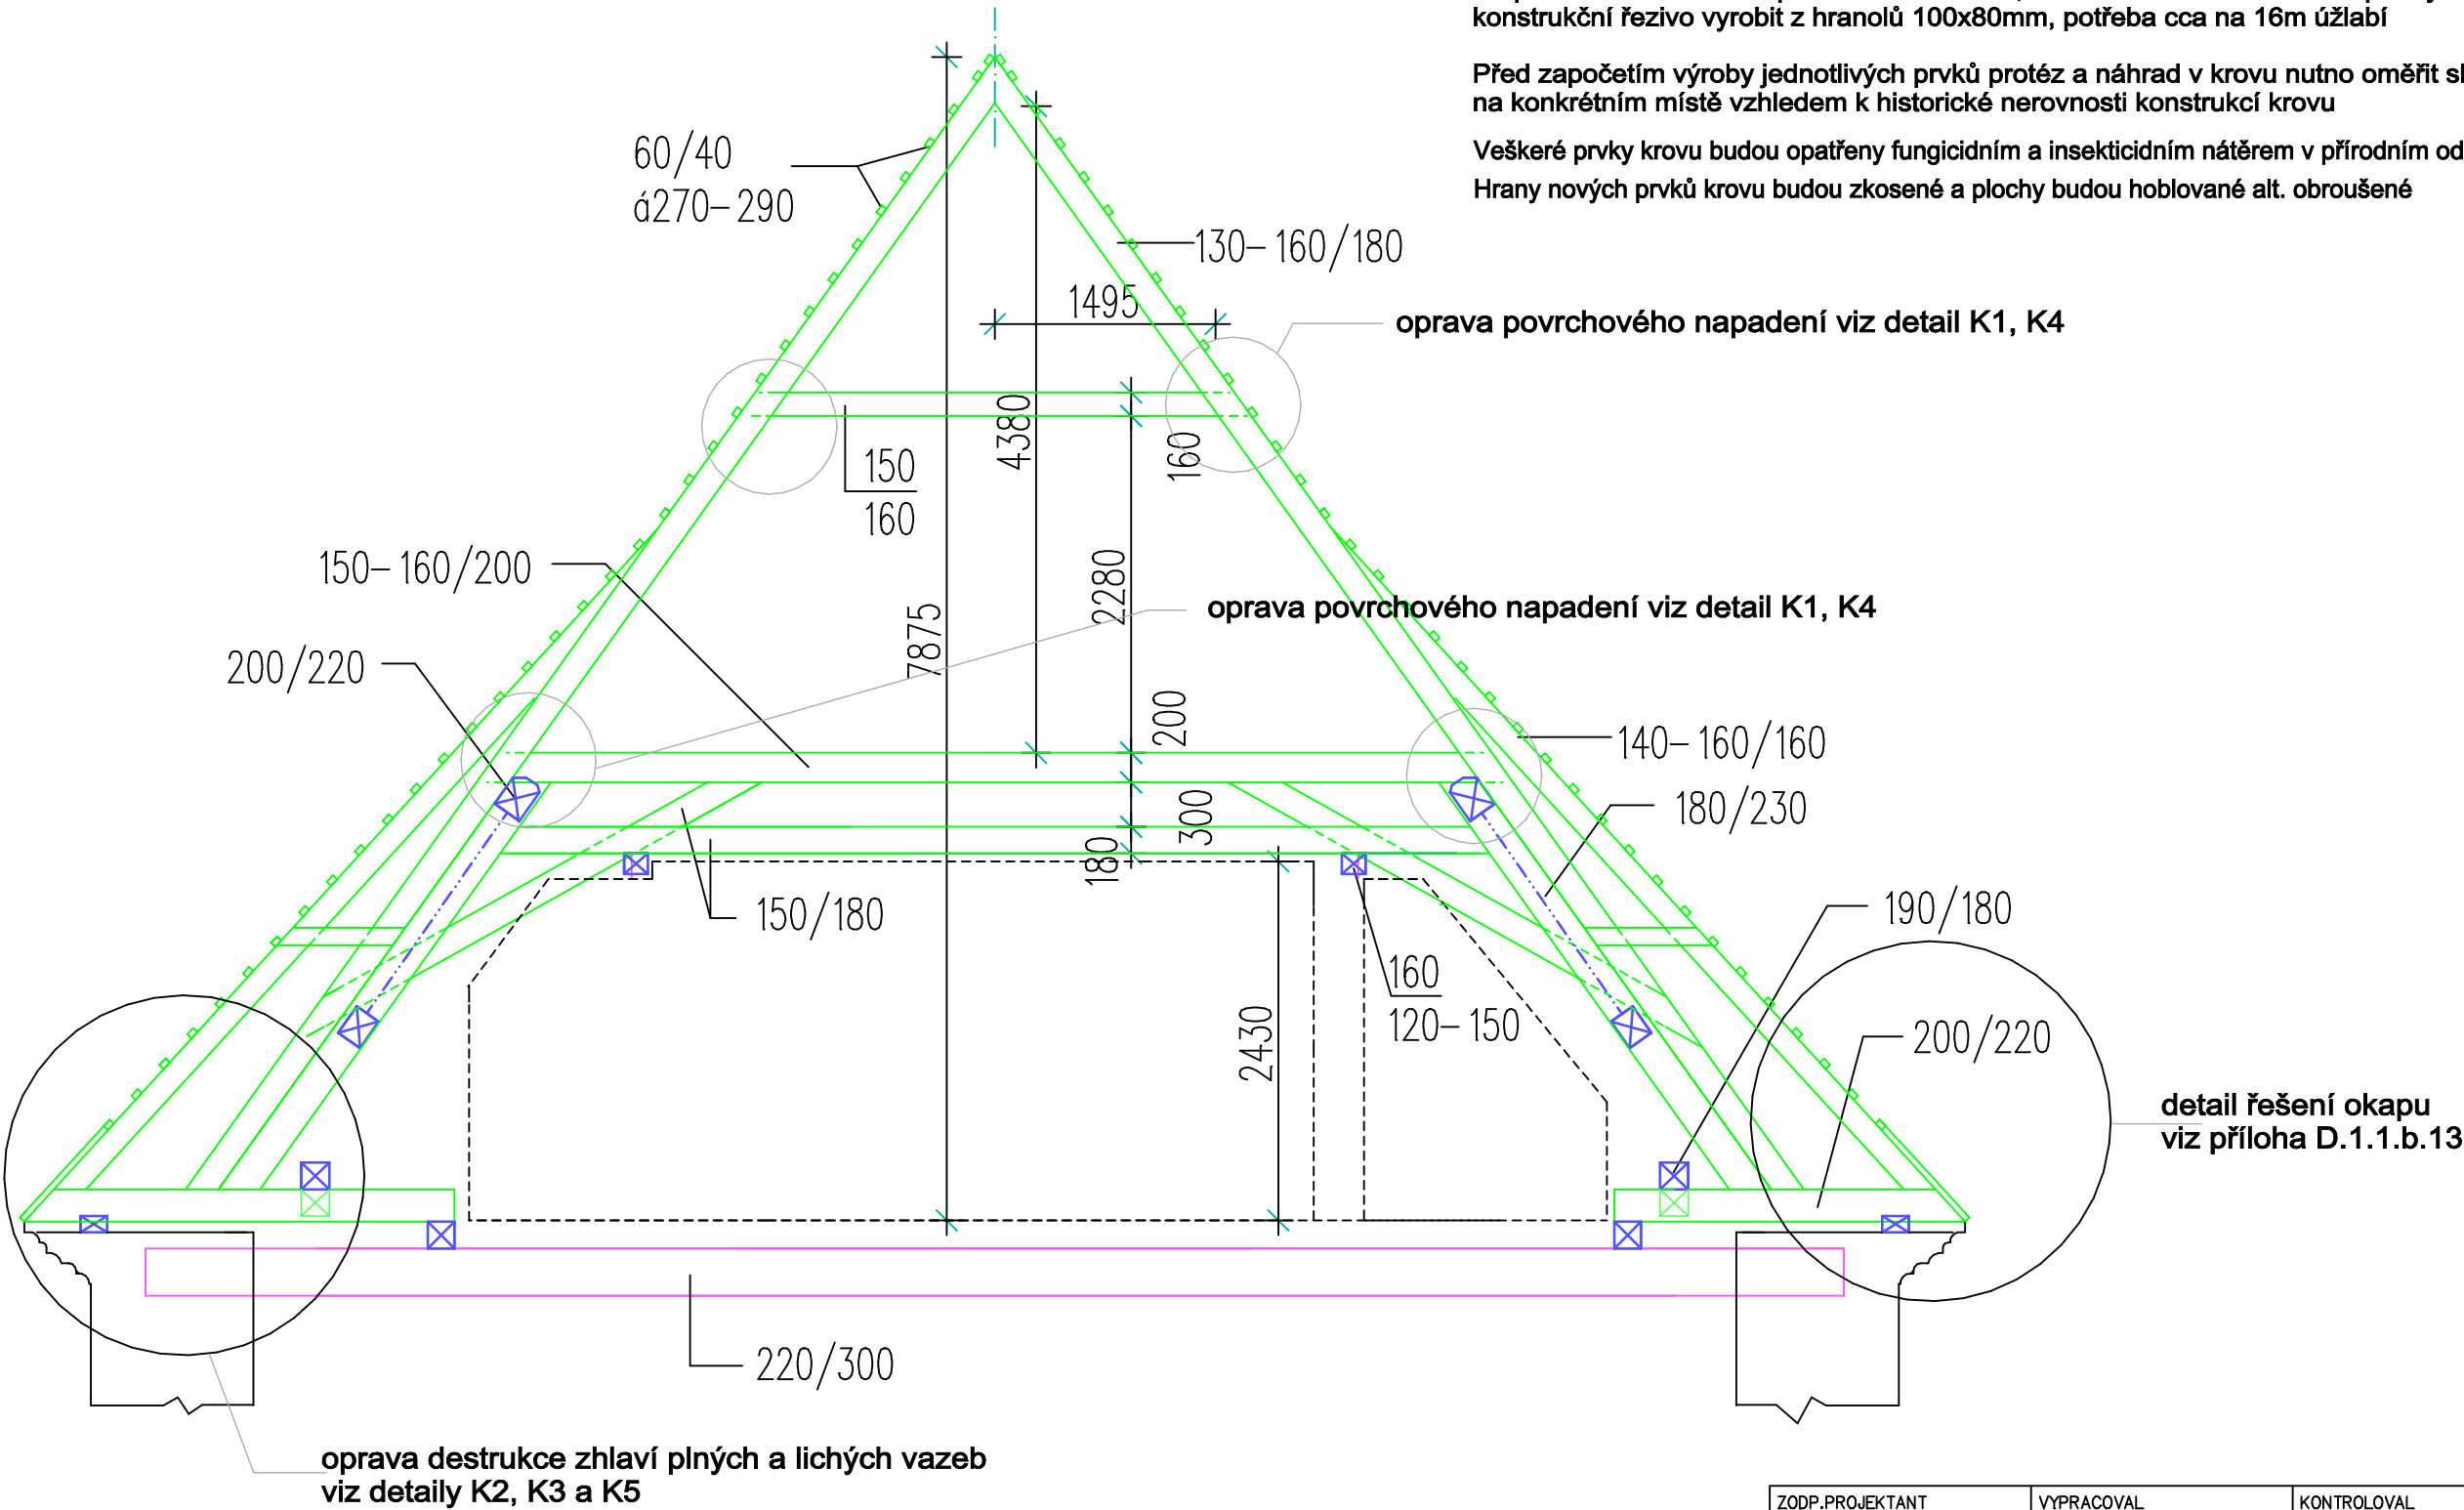 konstrukční řezivo vyrobit z hranolů 100x80mm, potřeba cca na 16m úžlabí
Před započetím výroby jednotlivých prvků protéz a náhrad v krovu nutno oměřit
na konkrétním místě vzhledem k historické nerovnosti konstrukcí krovu
Veškeré prvky krovu budou opatřeny fungicidním a insekticidním nátěrem v přírodním
Hrany nových prvků krovu budou zkosené a plochy budou hoblované alt. obroušené
60/40
á270-290
130-160/180
1495
oprava povrchového napadení viz detail K1, K4
4380
160
150
160
150-160/200
2280
7875
oprava povrchového napadení viz detail K1, K4
200/220
200
140-160/160
180/230
300
180
150/180
190/180
160
120-150
2430
200/220
detail řešení okapu
viz příloha D.1.1.b.13
220/300
oprava destrukce zhlaví plných a lichých vazeb
viz detaily K2, K3 a K5
ZODP.PROJEKTANT
VYPRACOVAL
KONTROLOVAL